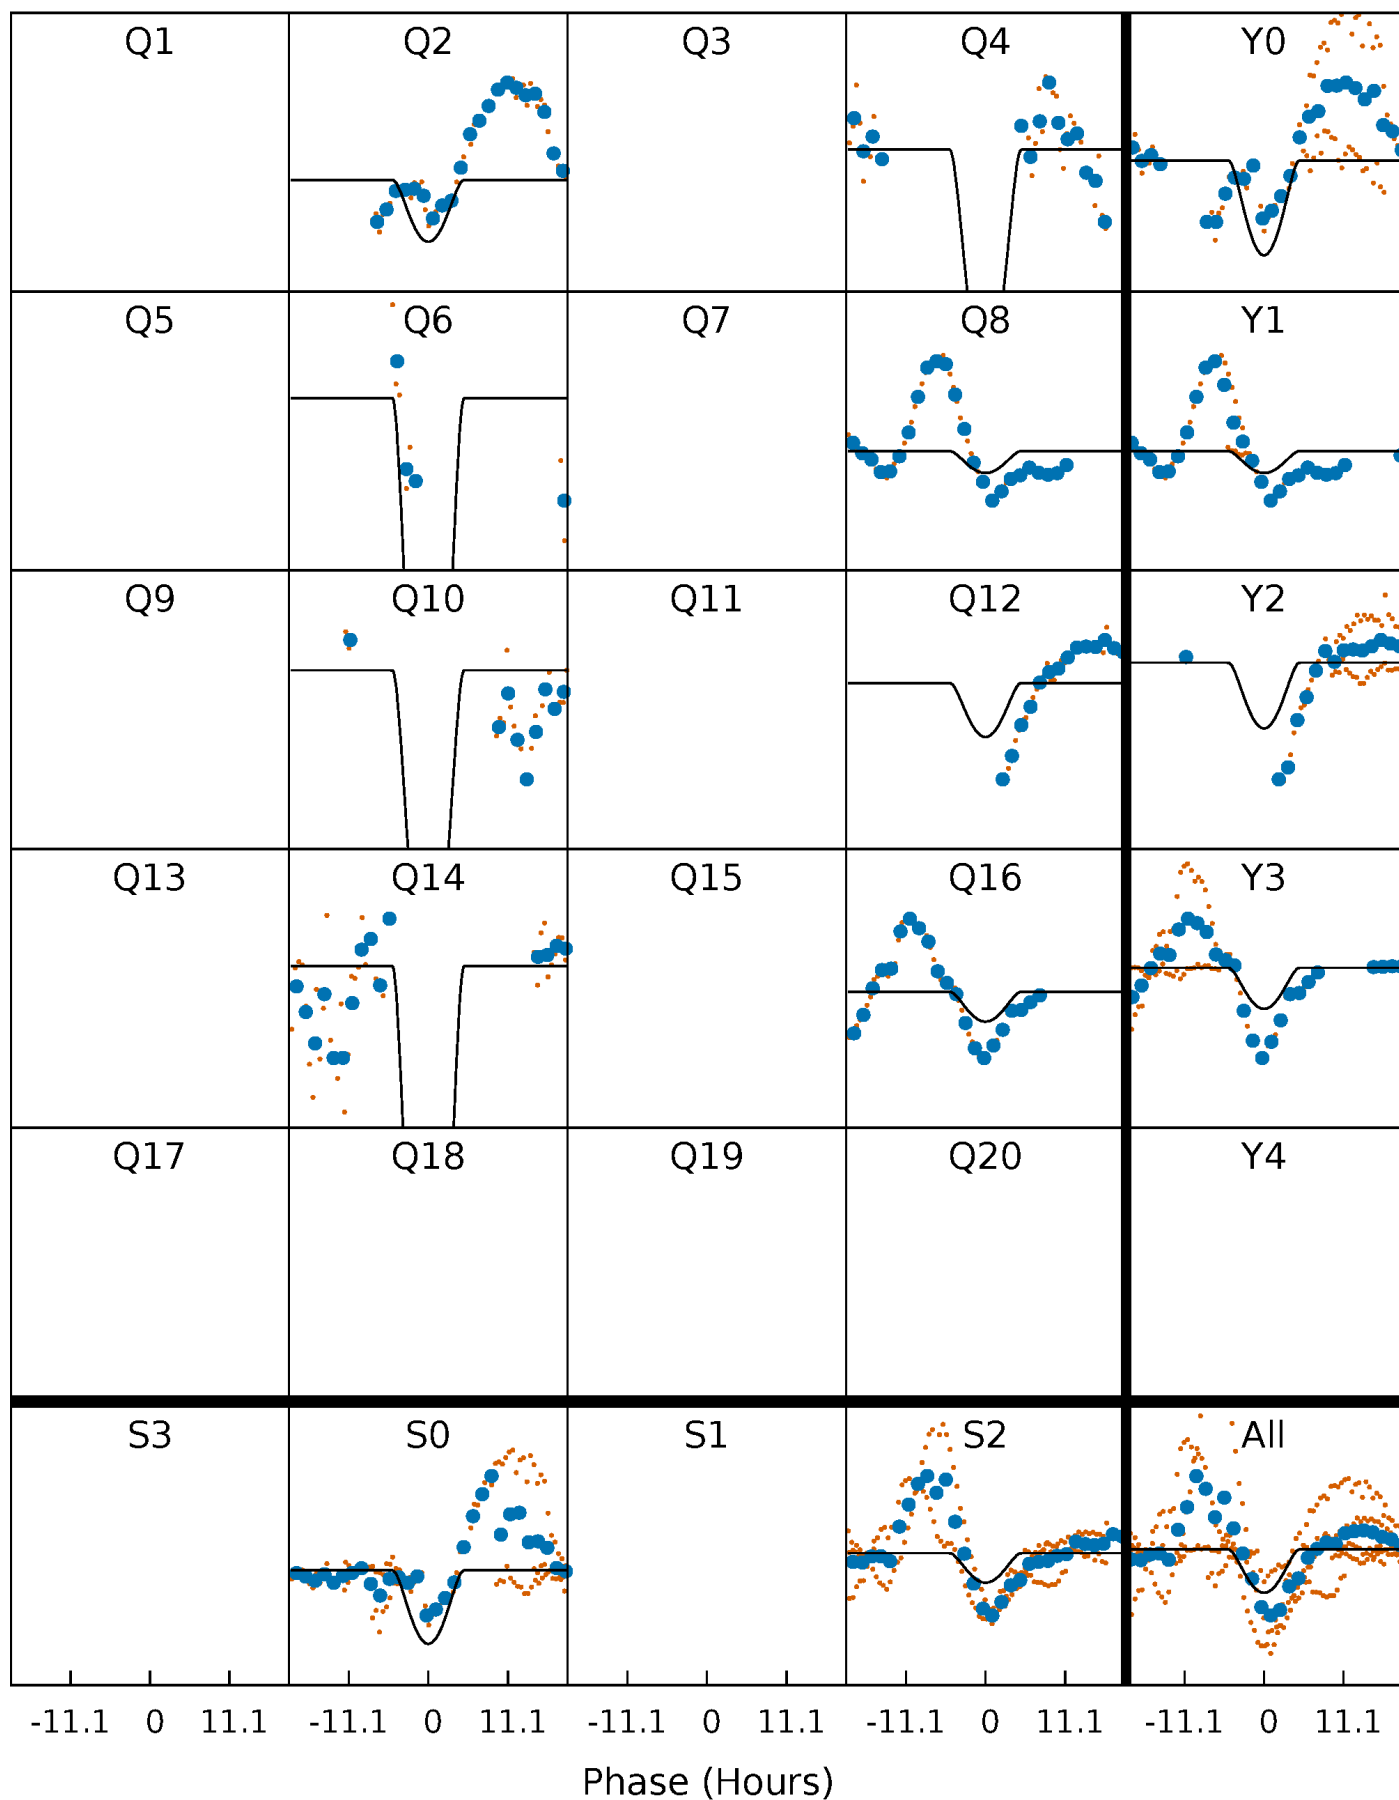 Q1 Q2 Q3 Q4 Y0
Q5 Q6 Q7 Q8 Y1
Q9 Q10 Q11 Q12 Y2
Q13 Q14 Q15 Q16 Y3
Q17 Q18 Q19 Q20 Y4
S3 S0 S1 S2 All
-11.1 0 11.1 -11.1 0 11.1 -11.1 0 11.1 -11.1 0 11.1 -11.1 0 11.1
Phase (Hours)